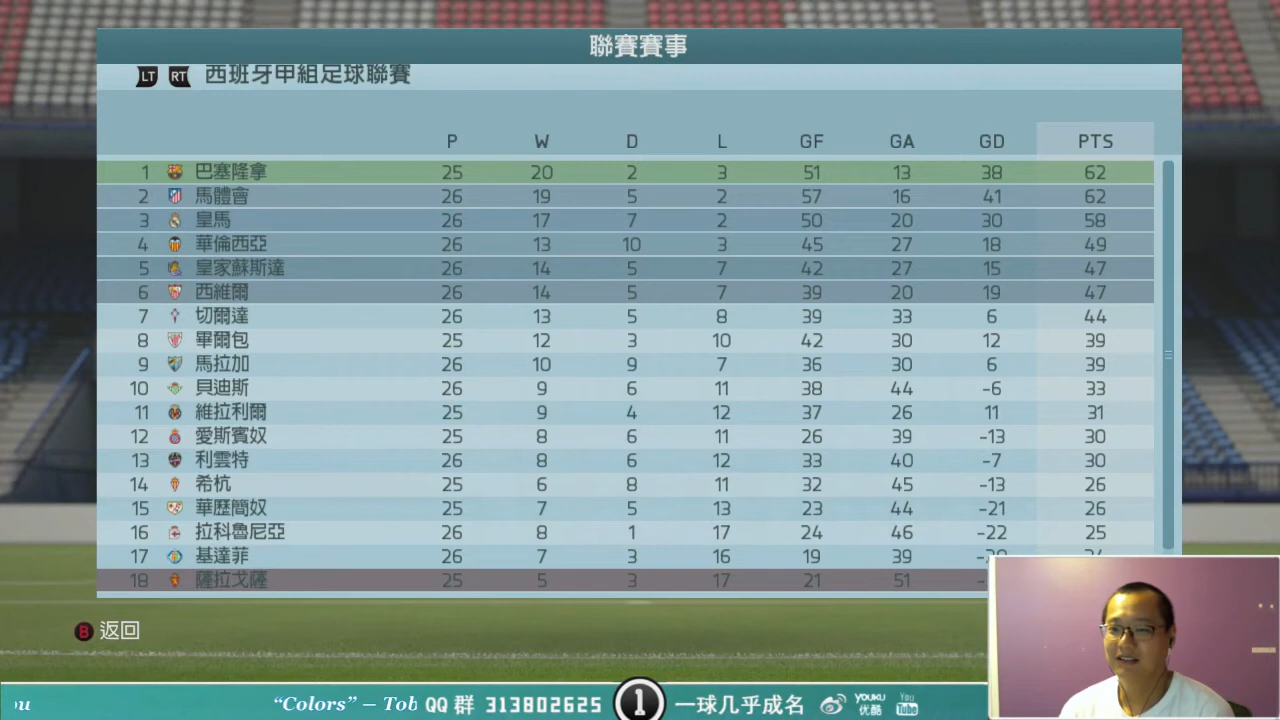 聯賽賽事
LT RT 西班牙甲組足球聯賽
P W D L GF GA GD PTS
1 巴塞隆拿 25 20 2 3 51 13 38 62
2 馬體會 26 19 5 2 57 16 41 62
3 皇馬 26 17 7 2 50 20 30 58
4 華倫西亞 26 13 10 3 45 27 18 49
5 皇家蘇斯達 26 14 5 7 42 27 15 47
6 西維爾 26 14 5 7 39 20 19 47
7 切爾達 26 13 5 8 39 33 6 44
8 畢爾包 25 12 3 10 42 30 12 39
9 馬拉加 26 10 9 7 36 30 6 39
10 貝迪斯 26 9 6 11 38 44 -6 33
11 維拉利爾 25 9 4 12 37 26 11 31
12 愛斯賓奴 25 8 6 11 26 39 -13 30
13 利雲特 26 8 6 12 33 40 -7 30
14 希杭 25 6 8 11 32 45 -13 26
15 華歷簡奴 25 7 5 13 23 44 -21 26
16 拉科魯尼亞 26 8 1 17 24 46 -22 25
17 基達菲 26 7 3 16 19 39
18 薩拉戈薩 25 5 3 17 21 51
B 返回
ou “Colors” – Tob QQ 群 313802625 1 一球几乎成名 YOUKU 优酷 You Tube